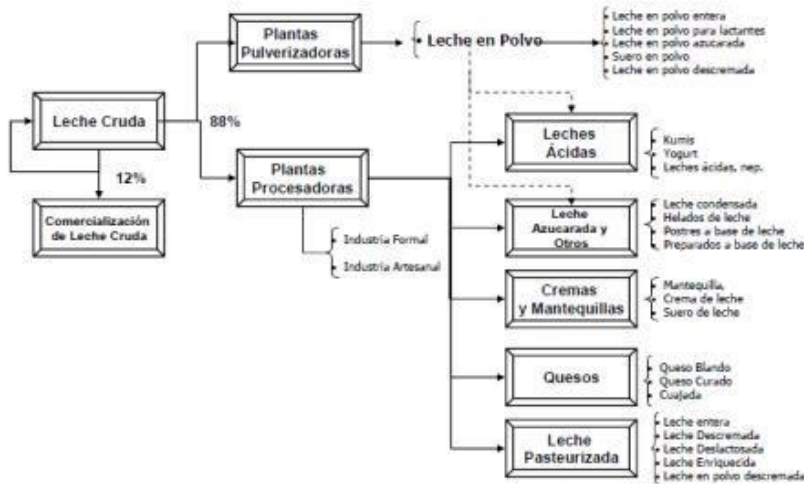 Plantas
Pulverizadoras
• Leche en Polvo
• Leche en polvo entera
• Leche en polvo para lactantes
• Leche en polvo azucarada
• Suero en polvo
• Leche en polvo descremada
Leche Cruda
88%
12%
Comercialización
de Leche Cruda
Plantas
Procesadoras
• Industria Formal
• Industria Artesanal
Leches
Ácidas
• Kumis
• Yogurt
• Leches ácidas, nep.
Leche
Azucarada y
Otros
• Leche condensada
• Helados de leche
• Postres a base de leche
• Preparados a base de leche
Cremas
y Mantequillas
• Mantequilla,
• Crema de leche
• Suero de leche
Quesos
• Queso Blando
• Queso Curado
• Cuajada
Leche
Pasteurizada
• Leche entera
• Leche Descremada
• Leche Deslactosada
• Leche Enriquecida
• Leche en polvo descremada